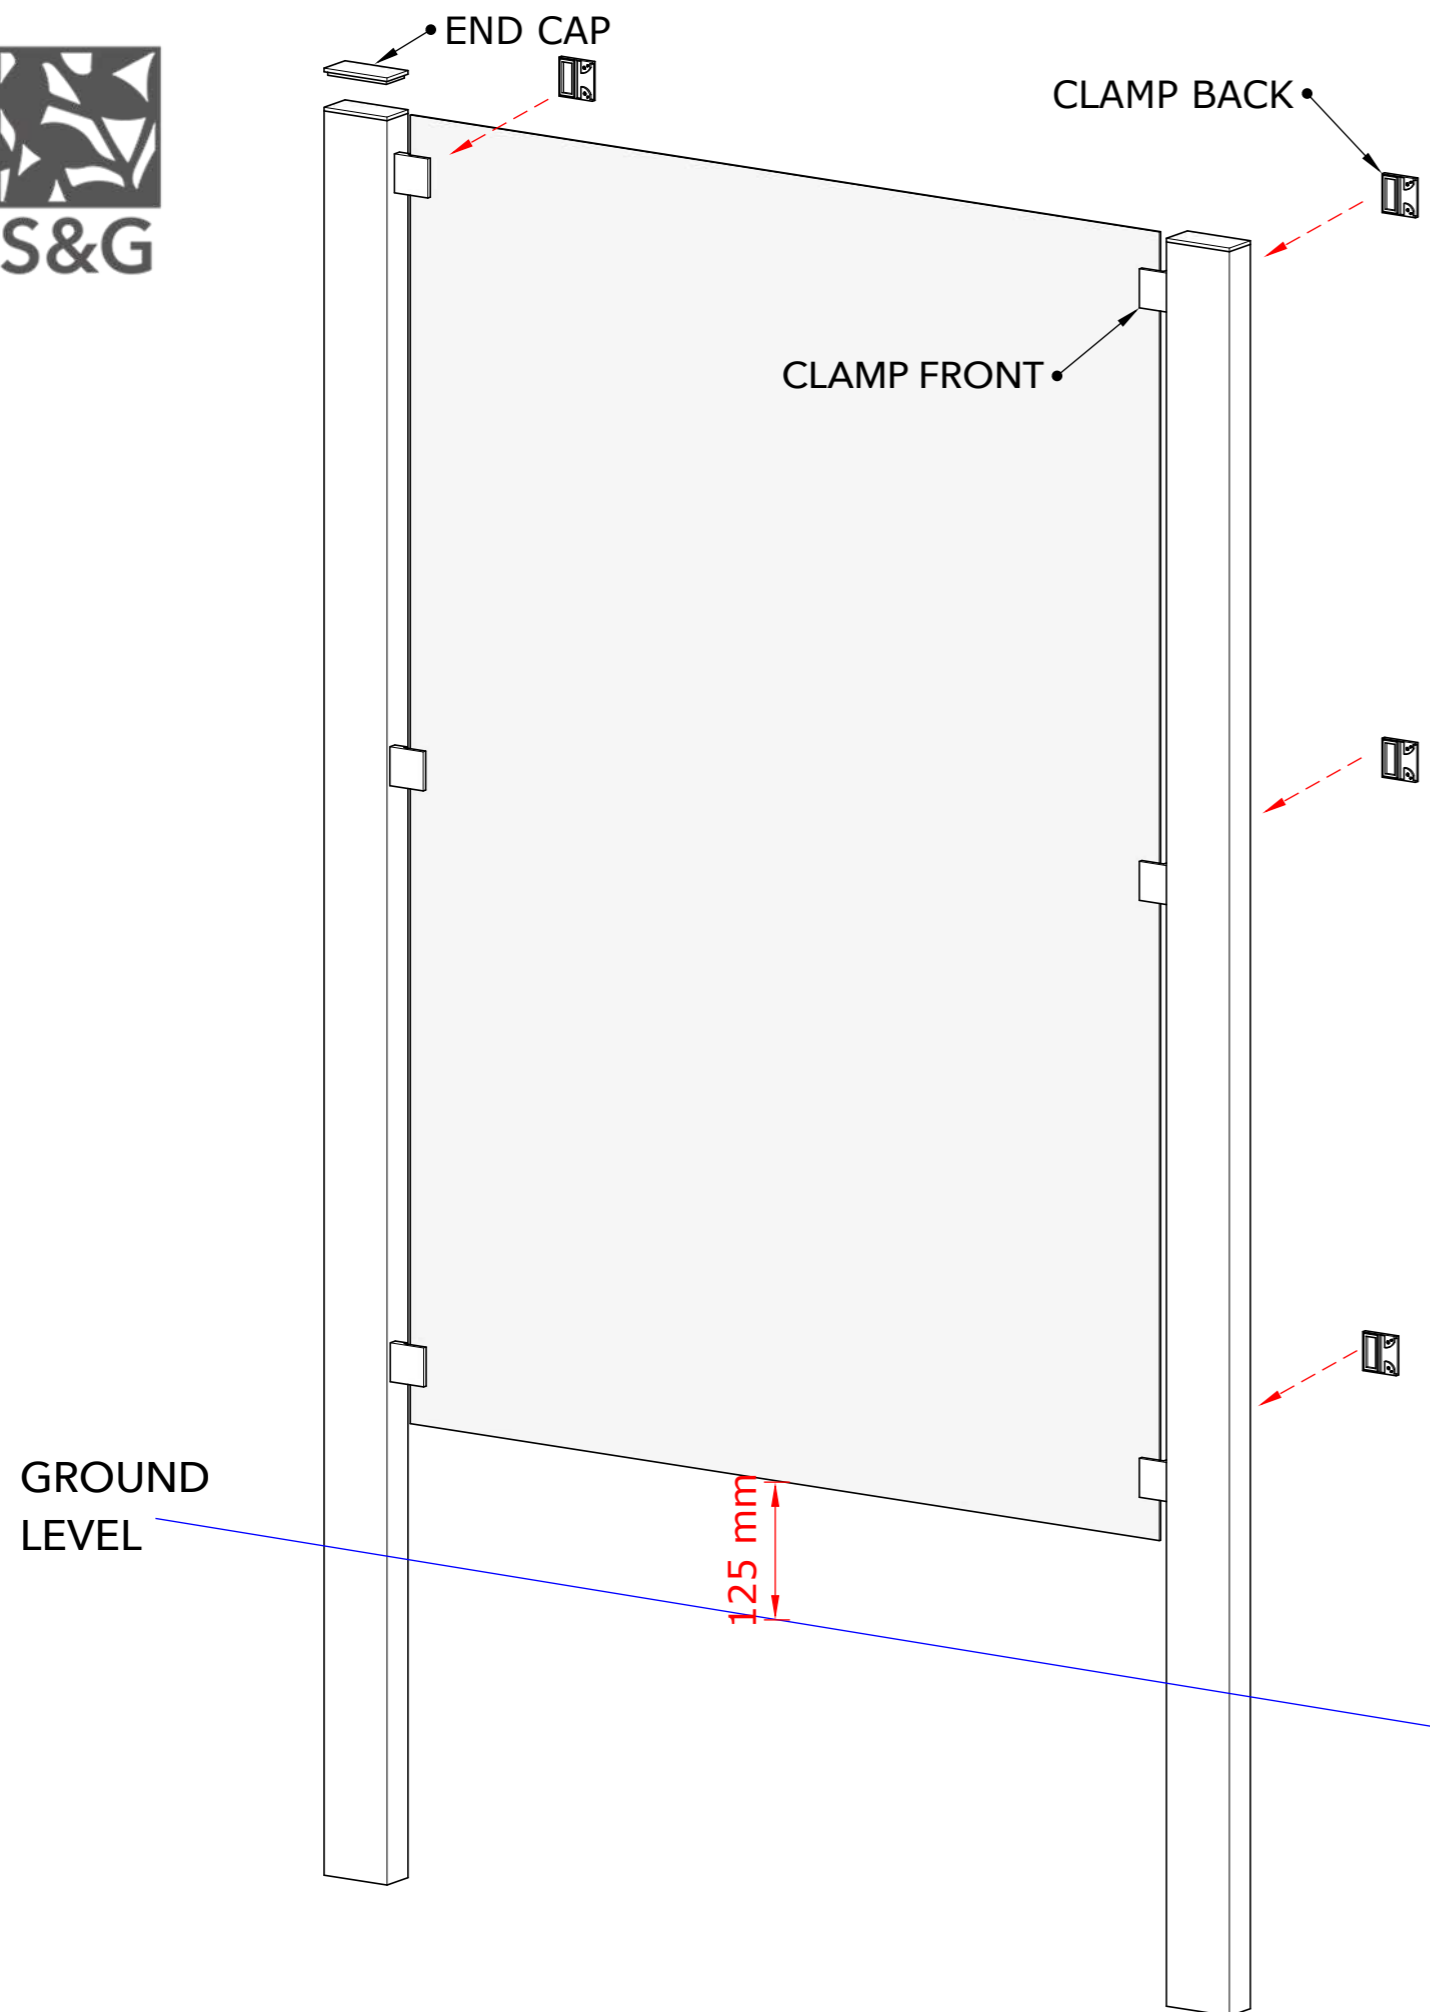 END CAP
CLAMP BACK
S&G
CLAMP FRONT
GROUND
LEVEL
125 mm